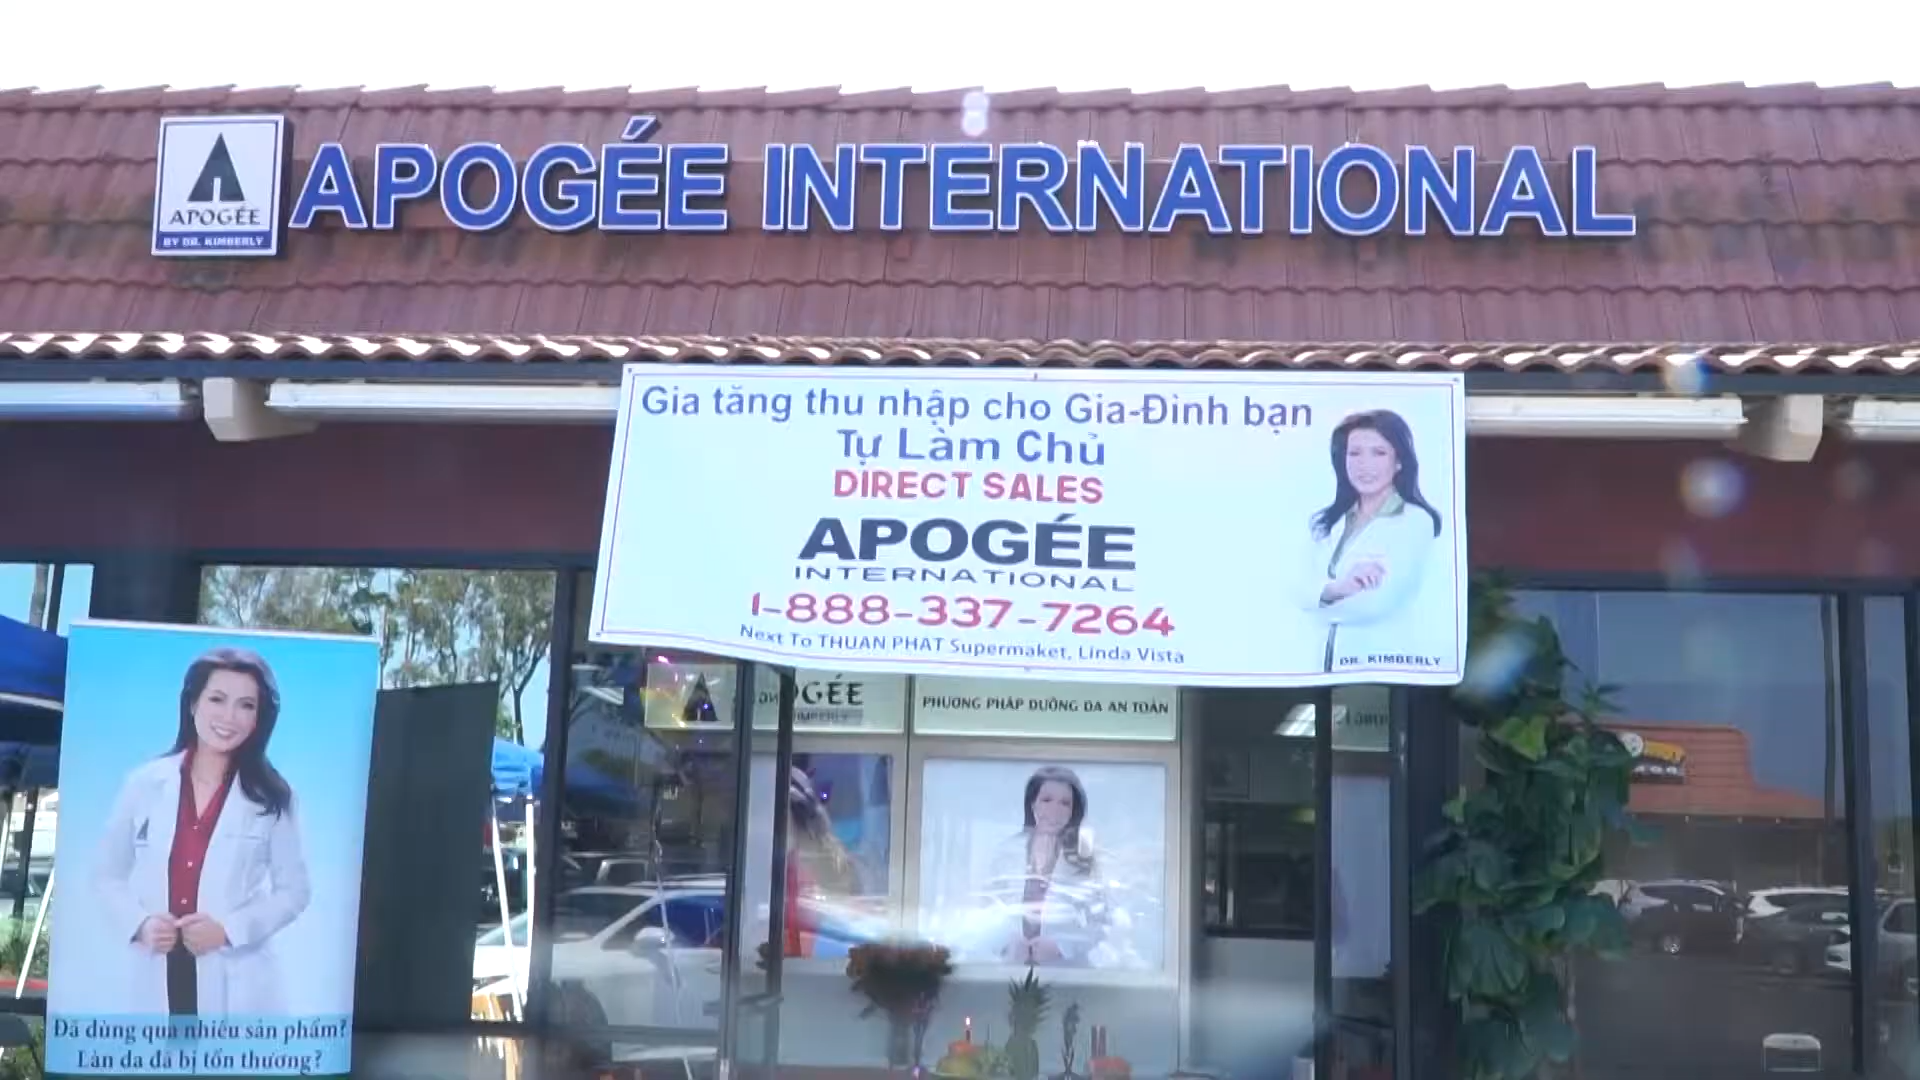 APOGÉE
BY DR. KIMBERLY
APOGÉE INTERNATIONAL
Gia tăng thu nhập cho Gia-Đình bạn
Tự Làm Chủ
DIRECT SALES
APOGÉE
INTERNATIONAL
1-888-337-7264
Next To THUAN PHAT Supermaket, Linda Vista
DR. KIMBERLY
PHƯƠNG PHÁP DƯỠNG DA AN TOÀN
Đã dùng qua nhiều sản phẩm?
Làn da đã bị tổn thương?